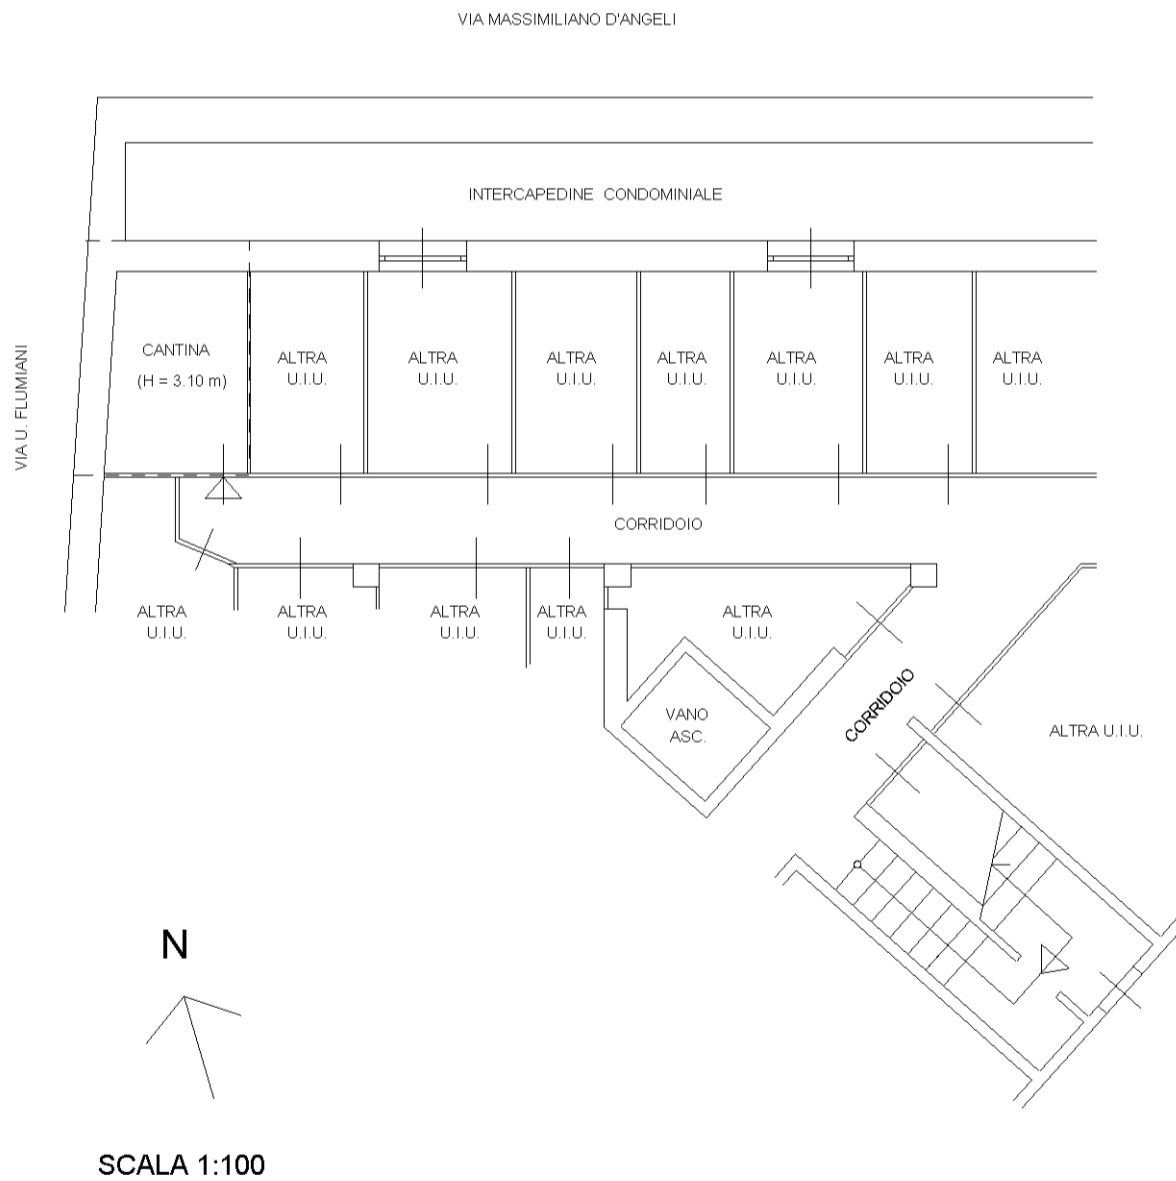 VIA MASSIMILIANO D'ANGELI
INTERCAPEDINE CONDOMINIALE
VIA U. FLUMIANI
CANTINA
(H = 3.10 m)
ALTRA
U.I.U.
ALTRA
U.I.U.
ALTRA
U.I.U.
ALTRA
U.I.U.
ALTRA
U.I.U.
ALTRA
U.I.U.
ALTRA
U.I.U.
CORRIDOIO
ALTRA
U.I.U.
ALTRA
U.I.U.
ALTRA
U.I.U.
ALTRA
U.I.U.
ALTRA
U.I.U.
VANO
ASC.
CORRIDOIO
ALTRA U.I.U.
N
SCALA 1:100